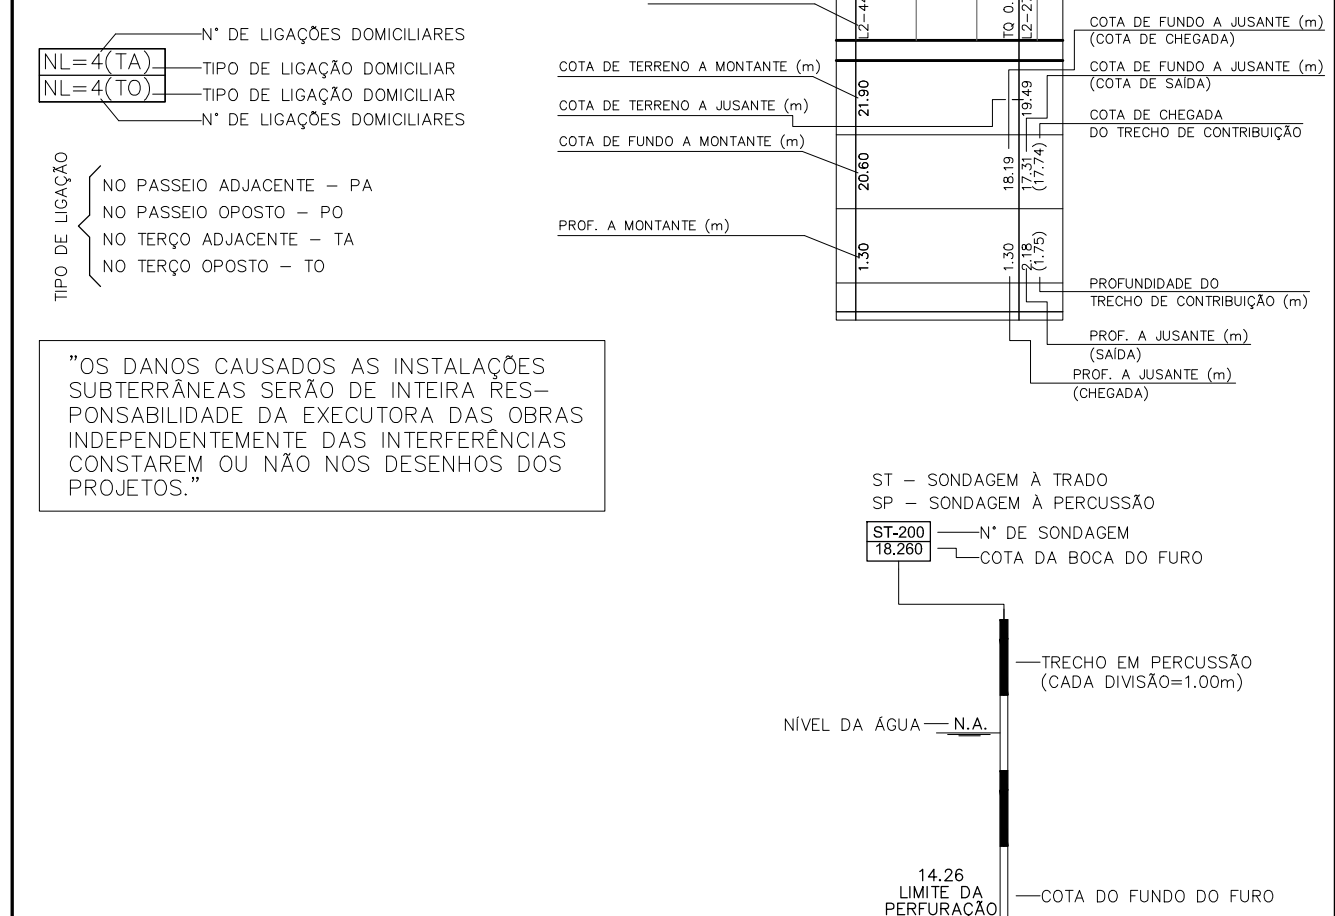 N° DE LIGAÇÕES DOMICILIARES
NL=4(TA)
TIPO DE LIGAÇÃO DOMICILIAR
NL=4(TO)
TIPO DE LIGAÇÃO DOMICILIAR
N° DE LIGAÇÕES DOMICILIARES
TIPO DE LIGAÇÃO
NO PASSEIO ADJACENTE – PA
NO PASSEIO OPOSTO – PO
NO TERÇO ADJACENTE – TA
NO TERÇO OPOSTO – TO
"OS DANOS CAUSADOS AS INSTALAÇÕES
SUBTERRÂNEAS SERÃO DE INTEIRA RES–
PONSABILIDADE DA EXECUTORA DAS OBRAS
INDEPENDENTEMENTE DAS INTERFERÊNCIAS
CONSTAREM OU NÃO NOS DESENHOS DOS
PROJETOS."
COTA DE TERRENO A MONTANTE (m)
COTA DE TERRENO A JUSANTE (m)
COTA DE FUNDO A MONTANTE (m)
PROF. A MONTANTE (m)
21.90
20.60
1.30
TQ 0.
19.49
18.19
17.31
(17.74)
1.30
2.18
(1.75)
COTA DE FUNDO A JUSANTE (m)
(COTA DE CHEGADA)
COTA DE FUNDO A JUSANTE (m)
(COTA DE SAÍDA)
COTA DE CHEGADA
DO TRECHO DE CONTRIBUIÇÃO
PROFUNDIDADE DO
TRECHO DE CONTRIBUIÇÃO (m)
PROF. A JUSANTE (m)
(SAÍDA)
PROF. A JUSANTE (m)
(CHEGADA)
ST – SONDAGEM À TRADO
SP – SONDAGEM À PERCUSSÃO
ST-200
N° DE SONDAGEM
18.260
COTA DA BOCA DO FURO
TRECHO EM PERCUSSÃO
(CADA DIVISÃO=1.00m)
NÍVEL DA ÁGUA
N.A.
14.26
LIMITE DA
PERFURAÇÃO
COTA DO FUNDO DO FURO